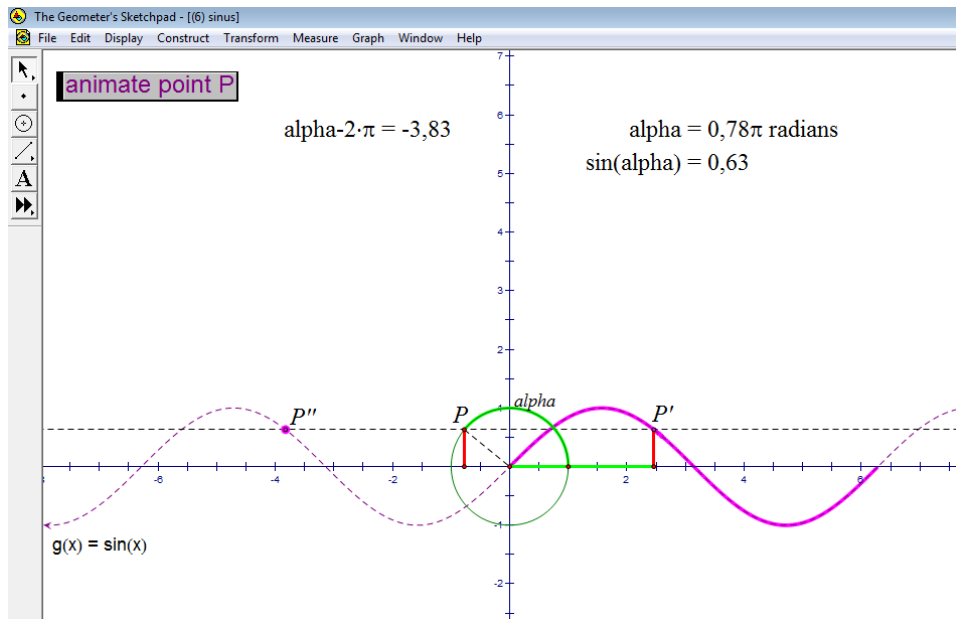 The Geometer's Sketchpad - [(6) sinus]
File Edit Display Construct Transform Measure Graph Window Help
animate point P
alpha-2·π = -3,83
alpha = 0,78π radians
sin(alpha) = 0,63
A
7
6
5
4
3
2
1
alpha
P"
P
P'
-6
-4
-2
2
4
6
-1
g(x) = sin(x)
-2